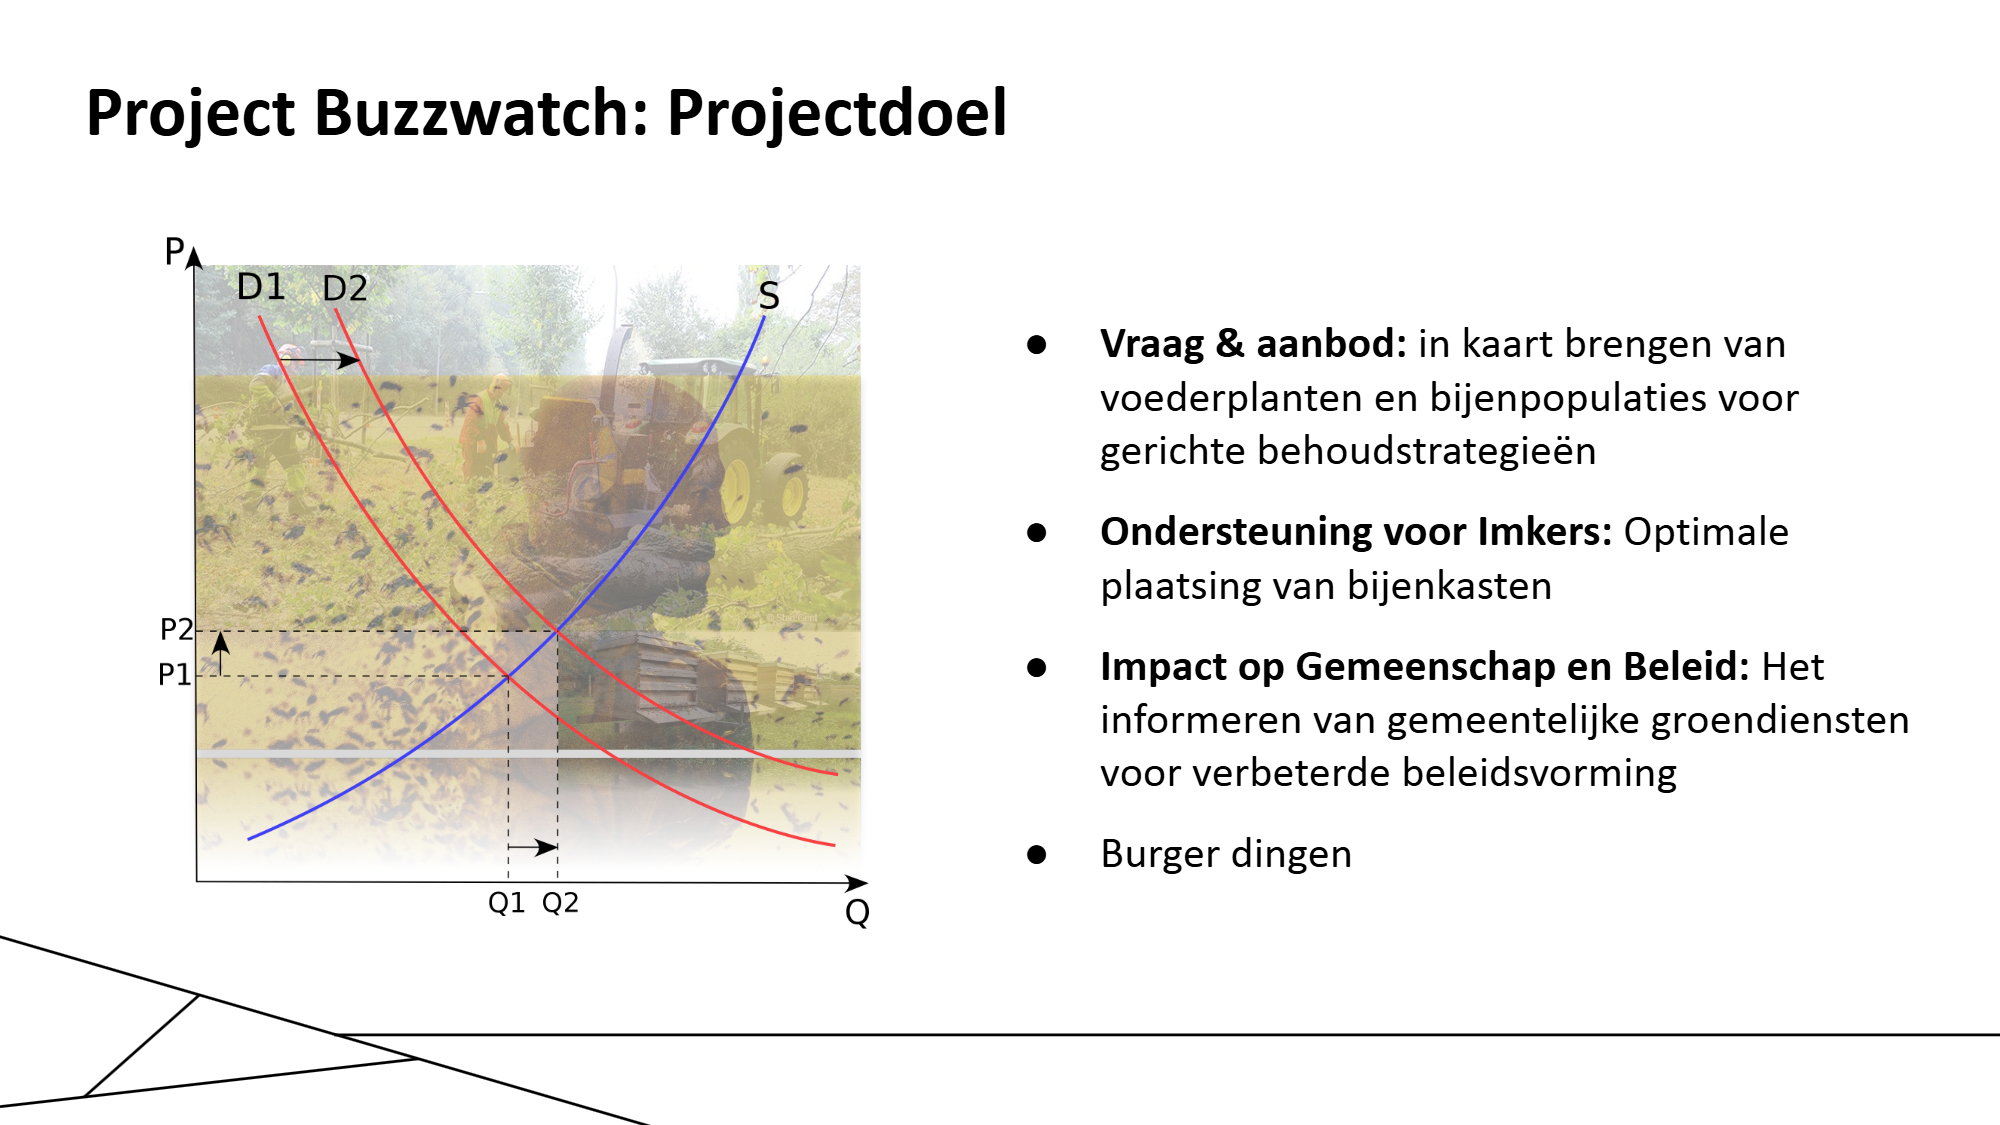 Project Buzzwatch: Projectdoel
P
D1
D2
S
P2
P1
Q1
Q2
Q
● Vraag & aanbod: in kaart brengen van
voederplanten en bijenpopulaties voor
gerichte behoudstrategieën
● Ondersteuning voor Imkers: Optimale
plaatsing van bijenkasten
● Impact op Gemeenschap en Beleid: Het
informeren van gemeentelijke groendiensten
voor verbeterde beleidsvorming
● Burger dingen